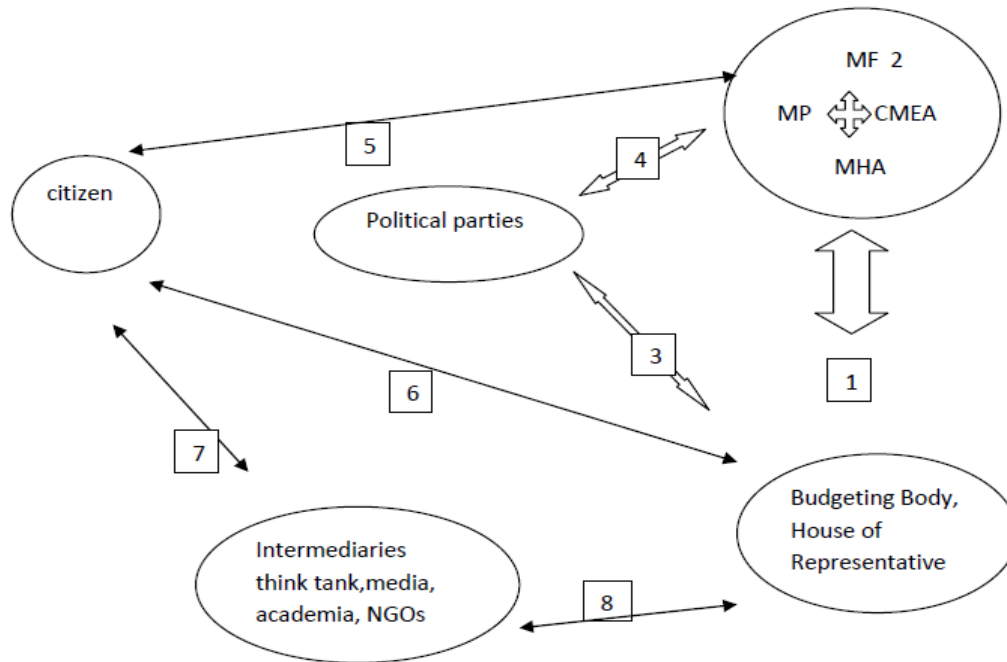 MF 2
MP CMEA
MHA
5
4
citizen
Political parties
3
1
6
7
Budgeting Body,
House of
Representative
Intermediaries
think tank,media,
academia, NGOs
8